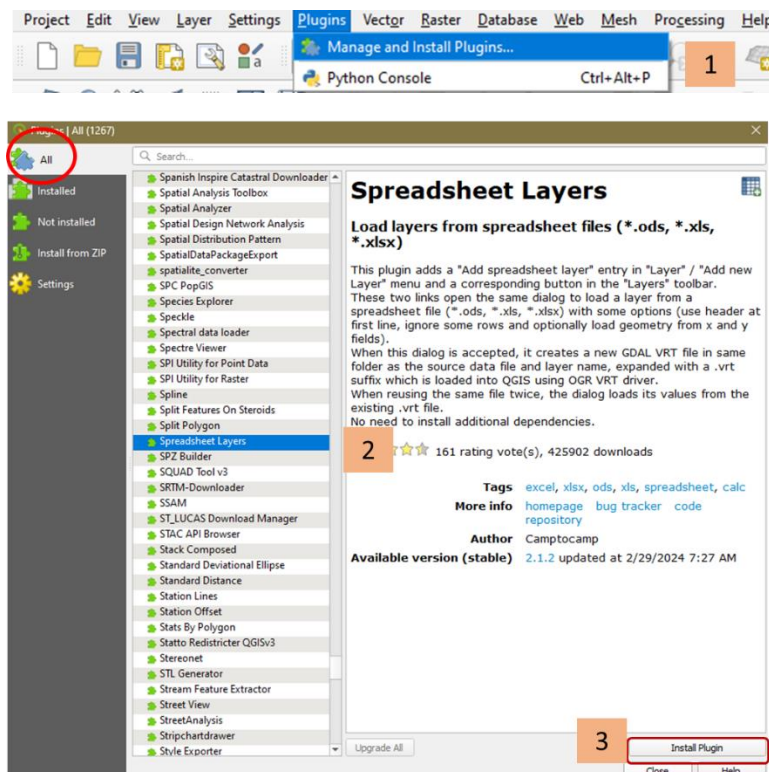 Project Edit View Layer Settings Plugins Vector Raster Database Web Mesh Processing Help
Manage and Install Plugins...
Python Console Ctrl+Alt+P
1
Plugins | All (1267)
All
Search...
Installed
Not installed
Install from ZIP
Settings
Spanish Inspire Catastral Downloader
Spatial Analysis Toolbox
Spatial Analyzer
Spatial Design Network Analysis
Spatial Distribution Pattern
SpatialDataPackageExport
spatialite_converter
SPC PopGIS
Species Explorer
Speckle
Spectral data loader
Spectre Viewer
SPI Utility for Point Data
SPI Utility for Raster
Spline
Split Features On Steroids
Split Polygon
Spreadsheet Layers
SPZ Builder
SQUAD Tool v3
SRTM-Downloader
SSAM
ST_LUCAS Download Manager
STAC API Browser
Stack Composed
Standard Deviational Ellipse
Standard Distance
Station Lines
Station Offset
Stats By Polygon
Statto Redistricter QGISv3
Stereonet
STL Generator
Stream Feature Extractor
Street View
StreetAnalysis
Stripchartdrawer
Style Exporter
Spreadsheet Layers
Load layers from spreadsheet files (*.ods, *.xls,
*.xlsx)
This plugin adds a "Add spreadsheet layer" entry in "Layer" / "Add new
Layer" menu and a corresponding button in the "Layers" toolbar.
These two links open the same dialog to load a layer from a
spreadsheet file (*.ods, *.xls, *.xlsx) with some options (use header at
first line, ignore some rows and optionally load geometry from x and y
fields).
When this dialog is accepted, it creates a new GDAL VRT file in same
folder as the source data file and layer name, expanded with a .vrt
suffix which is loaded into QGIS using OGR VRT driver.
When reusing the same file twice, the dialog loads its values from the
existing .vrt file.
No need to install additional dependencies.
2
161 rating vote(s), 425902 downloads
Tags excel, xlsx, ods, xls, spreadsheet, calc
More info homepage bug tracker code
repository
Author Camptocamp
Available version (stable) 2.1.2 updated at 2/29/2024 7:27 AM
Upgrade All
3
Install Plugin
Close Help